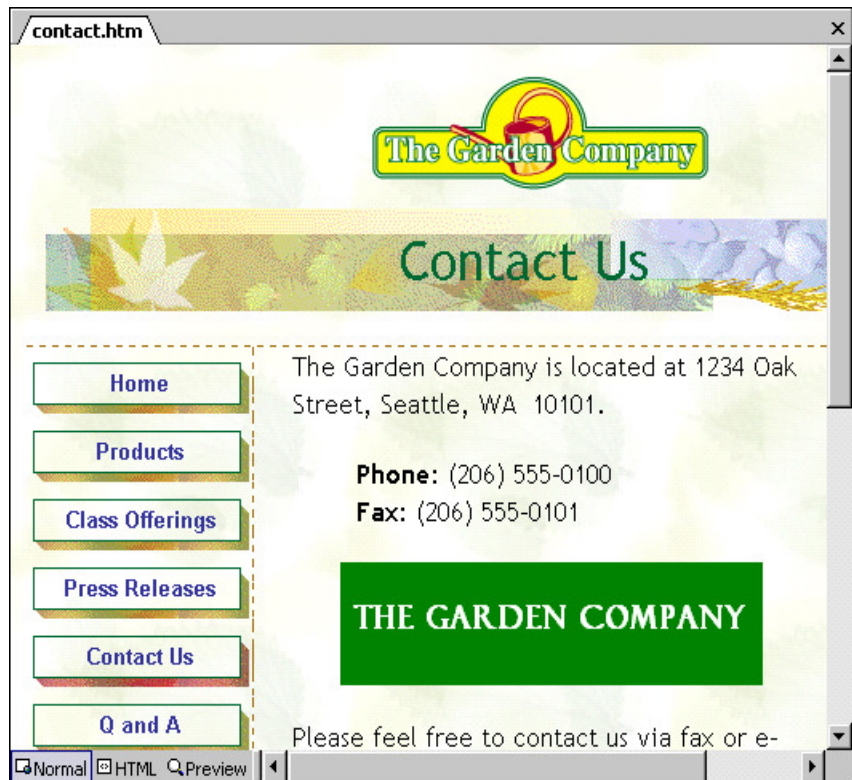 contact.htm
The Garden Company
Contact Us
Home
Products
Class Offerings
Press Releases
Contact Us
Q and A
The Garden Company is located at 1234 Oak
Street, Seattle, WA 10101.
Phone: (206) 555-0100
Fax: (206) 555-0101
THE GARDEN COMPANY
Please feel free to contact us via fax or e-
Normal HTML Preview